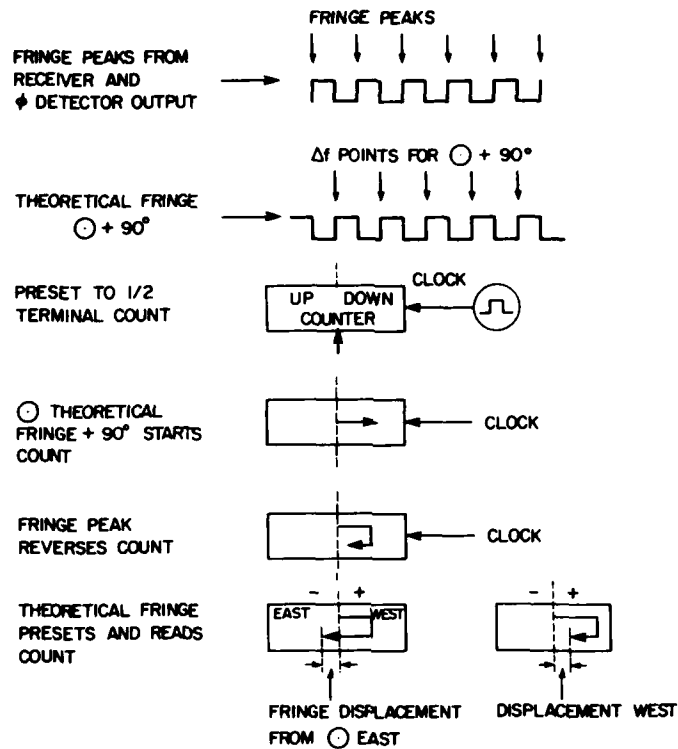 FRINGE PEAKS
FRINGE PEAKS FROM
RECEIVER AND
ϕ DETECTOR OUTPUT
Δf POINTS FOR ⊙ + 90°
THEORETICAL FRINGE
⊙ + 90°
PRESET TO 1/2
TERMINAL COUNT
UP DOWN
COUNTER
CLOCK
⊙ THEORETICAL
FRINGE + 90° STARTS
COUNT
CLOCK
FRINGE PEAK
REVERSES COUNT
CLOCK
THEORETICAL FRINGE
PRESETS AND READS
COUNT
- +
EAST WEST
- +
FRINGE DISPLACEMENT
FROM ⊙ EAST
DISPLACEMENT WEST